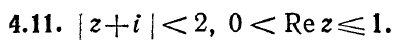 4.11. |z+i|<2, 0<Re z⩽1.